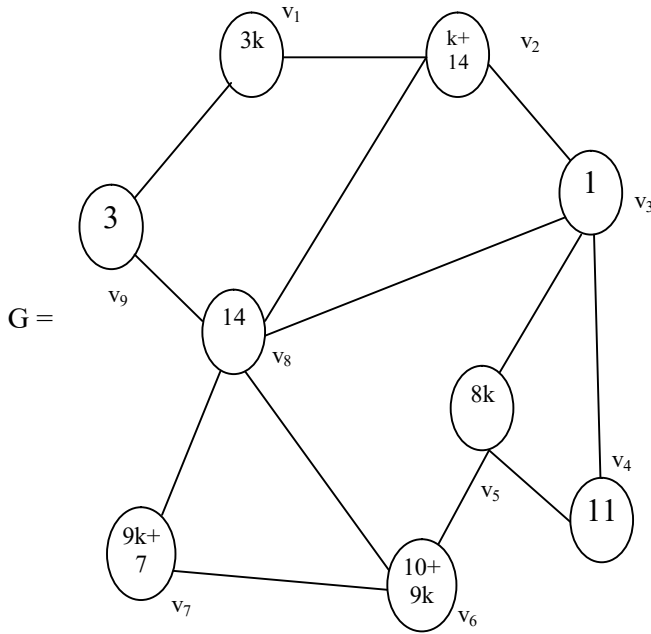 v₁
3k
k+
14
v₂
1
v₃
3
v₉
G =
14
v₈
8k
v₄
v₅
11
9k+
7
10+
9k
v₇
v₆